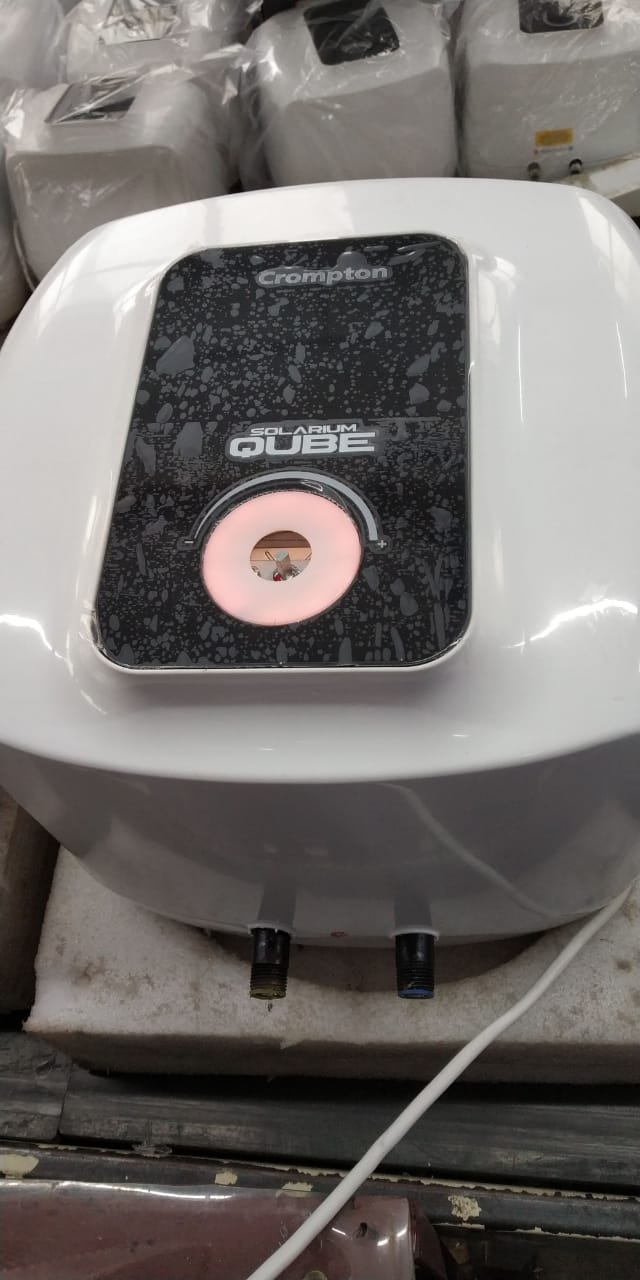 Crompton
SOLARIUM
QUBE
- +